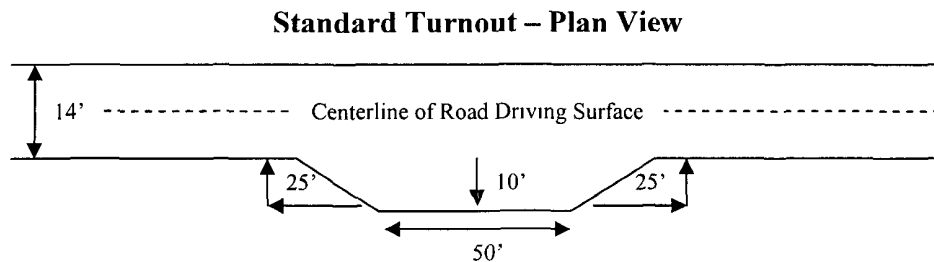 Standard Turnout – Plan View
14’
Centerline of Road Driving Surface
25’
10’
25’
50’